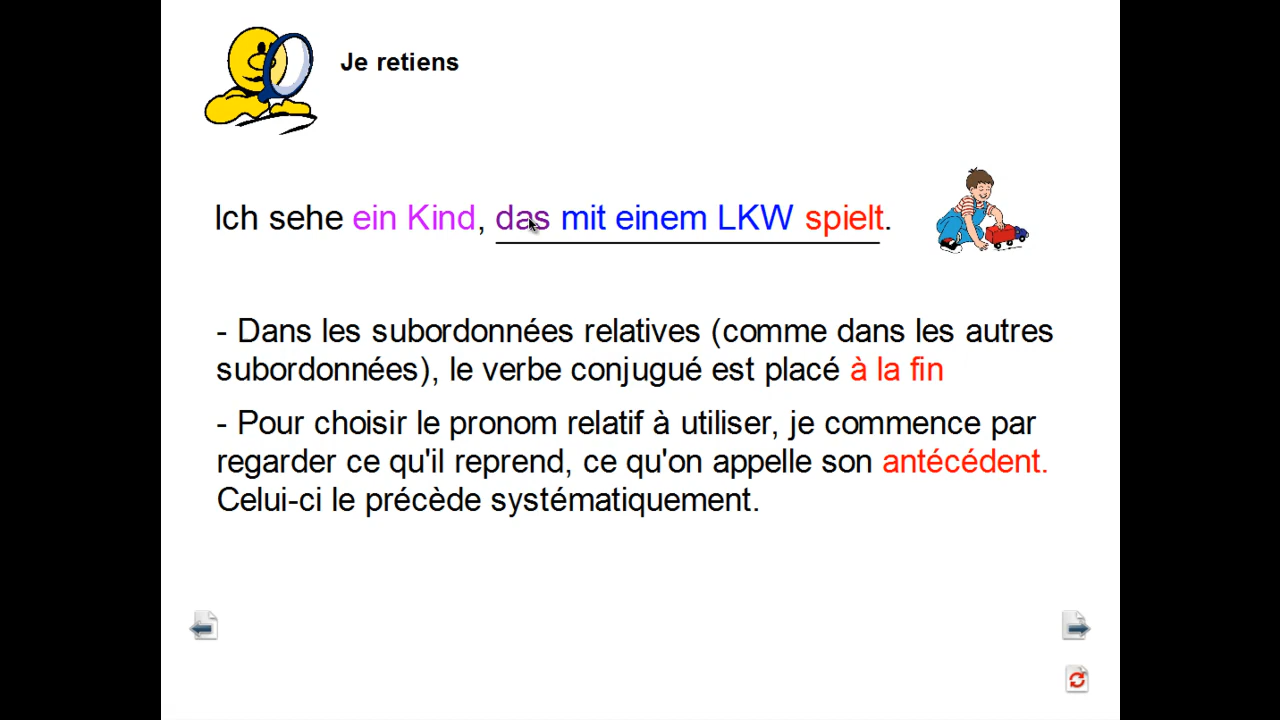 Je retiens
Ich sehe ein Kind, das mit einem LKW spielt.
- Dans les subordonnées relatives (comme dans les autres
subordonnées), le verbe conjugué est placé à la fin
- Pour choisir le pronom relatif à utiliser, je commence par
regarder ce qu'il reprend, ce qu'on appelle son antécédent.
Celui-ci le précède systématiquement.